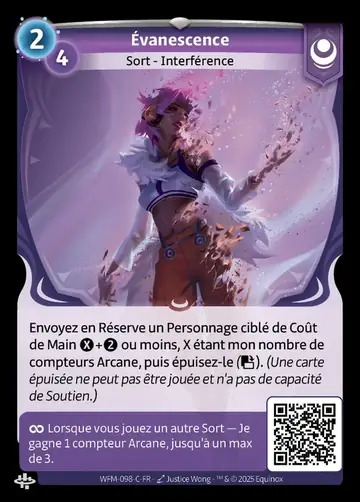 2
4
Évanescence
Sort - Interférence
Envoyez en Réserve un Personnage ciblé de Coût
de Main X+2 ou moins, X étant mon nombre de
compteurs Arcane, puis épuisez-le (). (Une carte
épuisée ne peut pas être jouée et n'a pas de capacité
de Soutien.)
∞ Lorsque vous jouez un autre Sort — Je
gagne 1 compteur Arcane, jusqu'à un max
de 3.
WFM-098-C-FR - Justice Wong - ™ & © 2025 Equinox